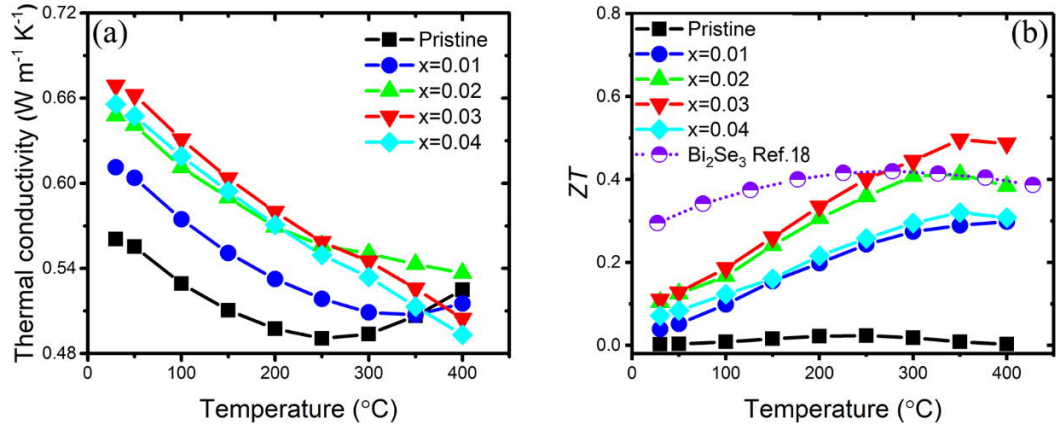 (a)
Thermal conductivity (W m⁻¹ K⁻¹)
0.72
0.66
0.60
0.54
0.48
Pristine
x=0.01
x=0.02
x=0.03
x=0.04
0
100
200
300
400
Temperature (°C)
(b)
ZT
0.8
0.6
0.4
0.2
0.0
Pristine
x=0.01
x=0.02
x=0.03
x=0.04
Bi₂Se₃ Ref.18
0
100
200
300
400
Temperature (°C)